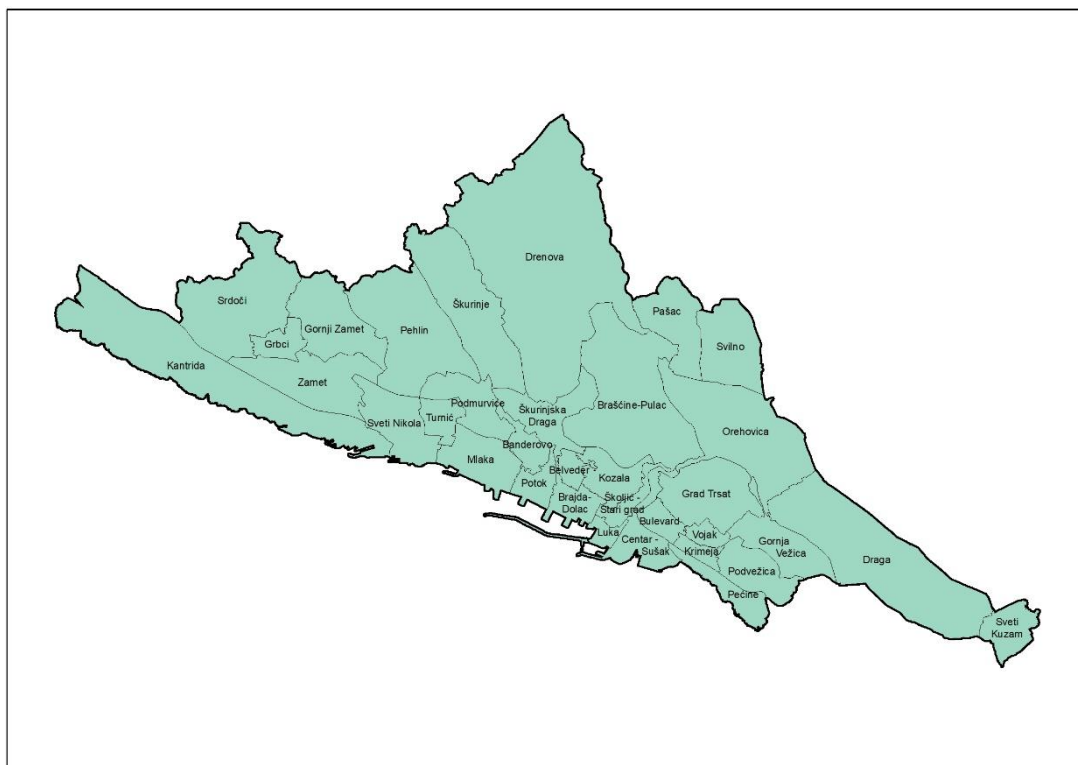 Drenova
Pašac
Srdoči
Škurinje
Gornji Zamet
Pehlin
Svilno
Grbci
Kantrida
Zamet
Podmurvice
Škurinjska
Draga
Brašćine-Pulac
Sveti Nikola
Turnić
Orehovica
Banderovo
Mlaka
Belveder
Kozala
Potok
Grad Trsat
Brajda-
Dolac
Školjić -
Stari grad
Bulevard
Luka
Centar -
Sušak
Vojak
Krimeja
Gornja
Vežica
Draga
Podvežica
Pećine
Sveti
Kuzam